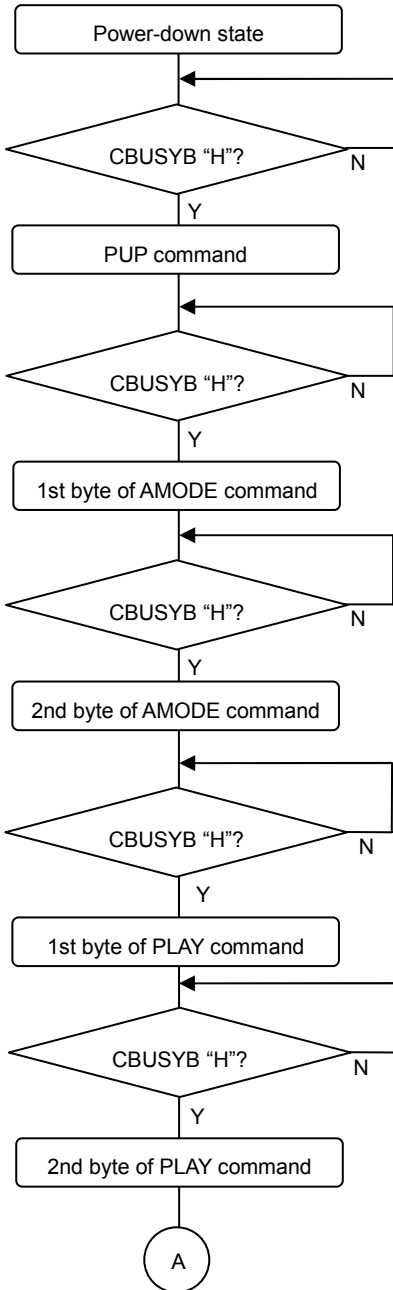 Power-down state
CBUSYB “H”?
N
Y
PUP command
CBUSYB “H”?
N
Y
1st byte of AMODE command
CBUSYB “H”?
N
Y
2nd byte of AMODE command
CBUSYB “H”?
N
Y
1st byte of PLAY command
CBUSYB “H”?
N
Y
2nd byte of PLAY command
A